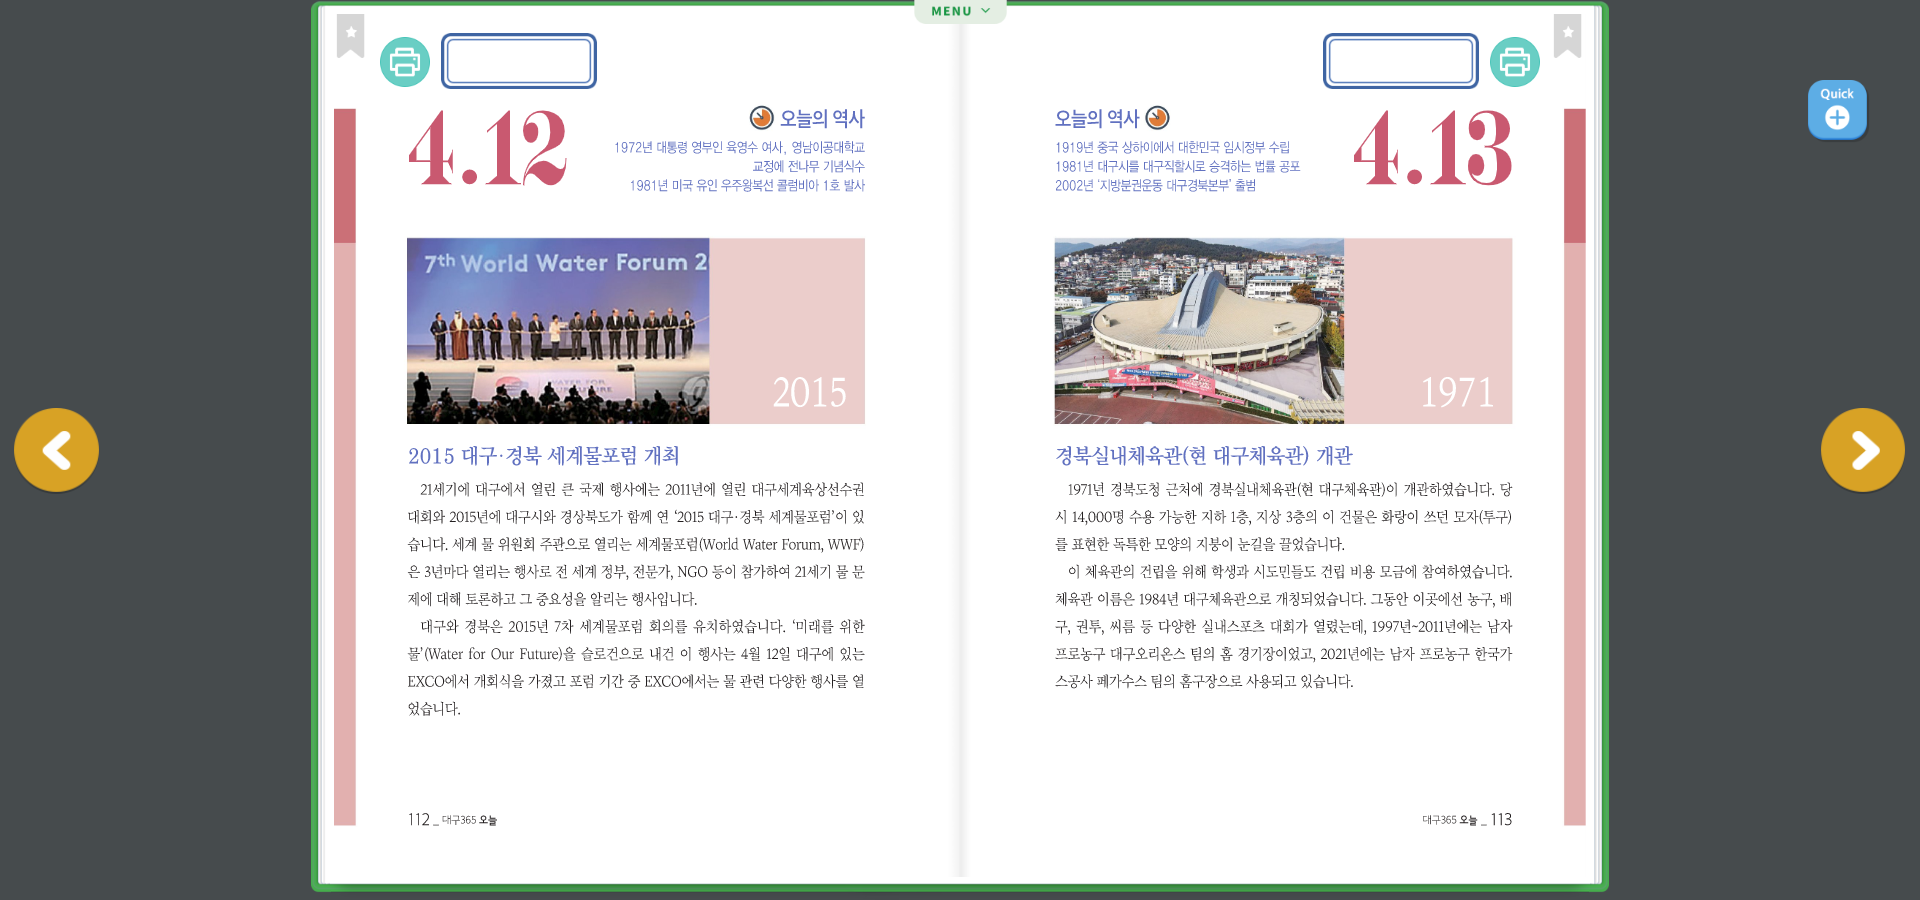 MENU
Quick
4.12
오늘의 역사
1972년 대통령 영부인 육영수 여사, 영남이공대학교
교정에 전나무 기념식수
1981년 미국 유인 우주왕복선 콜럼비아 1호 발사
7th World Water Forum 2
WATER FOR
2015
2015 대구·경북 세계물포럼 개최
21세기에 대구에서 열린 큰 국제 행사에는 2011년에 열린 대구세계육상선수권
대회와 2015년에 대구시와 경상북도가 함께 연 ‘2015 대구·경북 세계물포럼’이 있
습니다. 세계 물 위원회 주관으로 열리는 세계물포럼(World Water Forum, WWF)
은 3년마다 열리는 행사로 전 세계 정부, 전문가, NGO 등이 참가하여 21세기 물 문
제에 대해 토론하고 그 중요성을 알리는 행사입니다.
대구와 경북은 2015년 7차 세계물포럼 회의를 유치하였습니다. ‘미래를 위한
물’(Water for Our Future)을 슬로건으로 내건 이 행사는 4월 12일 대구에 있는
EXCO에서 개회식을 가졌고 포럼 기간 중 EXCO에서는 물 관련 다양한 행사를 열
었습니다.
112 _ 대구365 오늘
오늘의 역사
4.13
1919년 중국 상하이에서 대한민국 임시정부 수립
1981년 대구시를 대구직할시로 승격하는 법률 공포
2002년 ‘지방분권운동 대구경북본부’ 출범
1971
경북실내체육관(현 대구체육관) 개관
1971년 경북도청 근처에 경북실내체육관(현 대구체육관)이 개관하였습니다. 당
시 14,000명 수용 가능한 지하 1층, 지상 3층의 이 건물은 화랑이 쓰던 모자(투구)
를 표현한 독특한 모양의 지붕이 눈길을 끌었습니다.
이 체육관의 건립을 위해 학생과 시도민들도 건립 비용 모금에 참여하였습니다.
체육관 이름은 1984년 대구체육관으로 개칭되었습니다. 그동안 이곳에선 농구, 배
구, 권투, 씨름 등 다양한 실내스포츠 대회가 열렸는데, 1997년~2011년에는 남자
프로농구 대구오리온스 팀의 홈 경기장이었고, 2021년에는 남자 프로농구 한국가
스공사 페가수스 팀의 홈구장으로 사용되고 있습니다.
대구365 오늘 _ 113